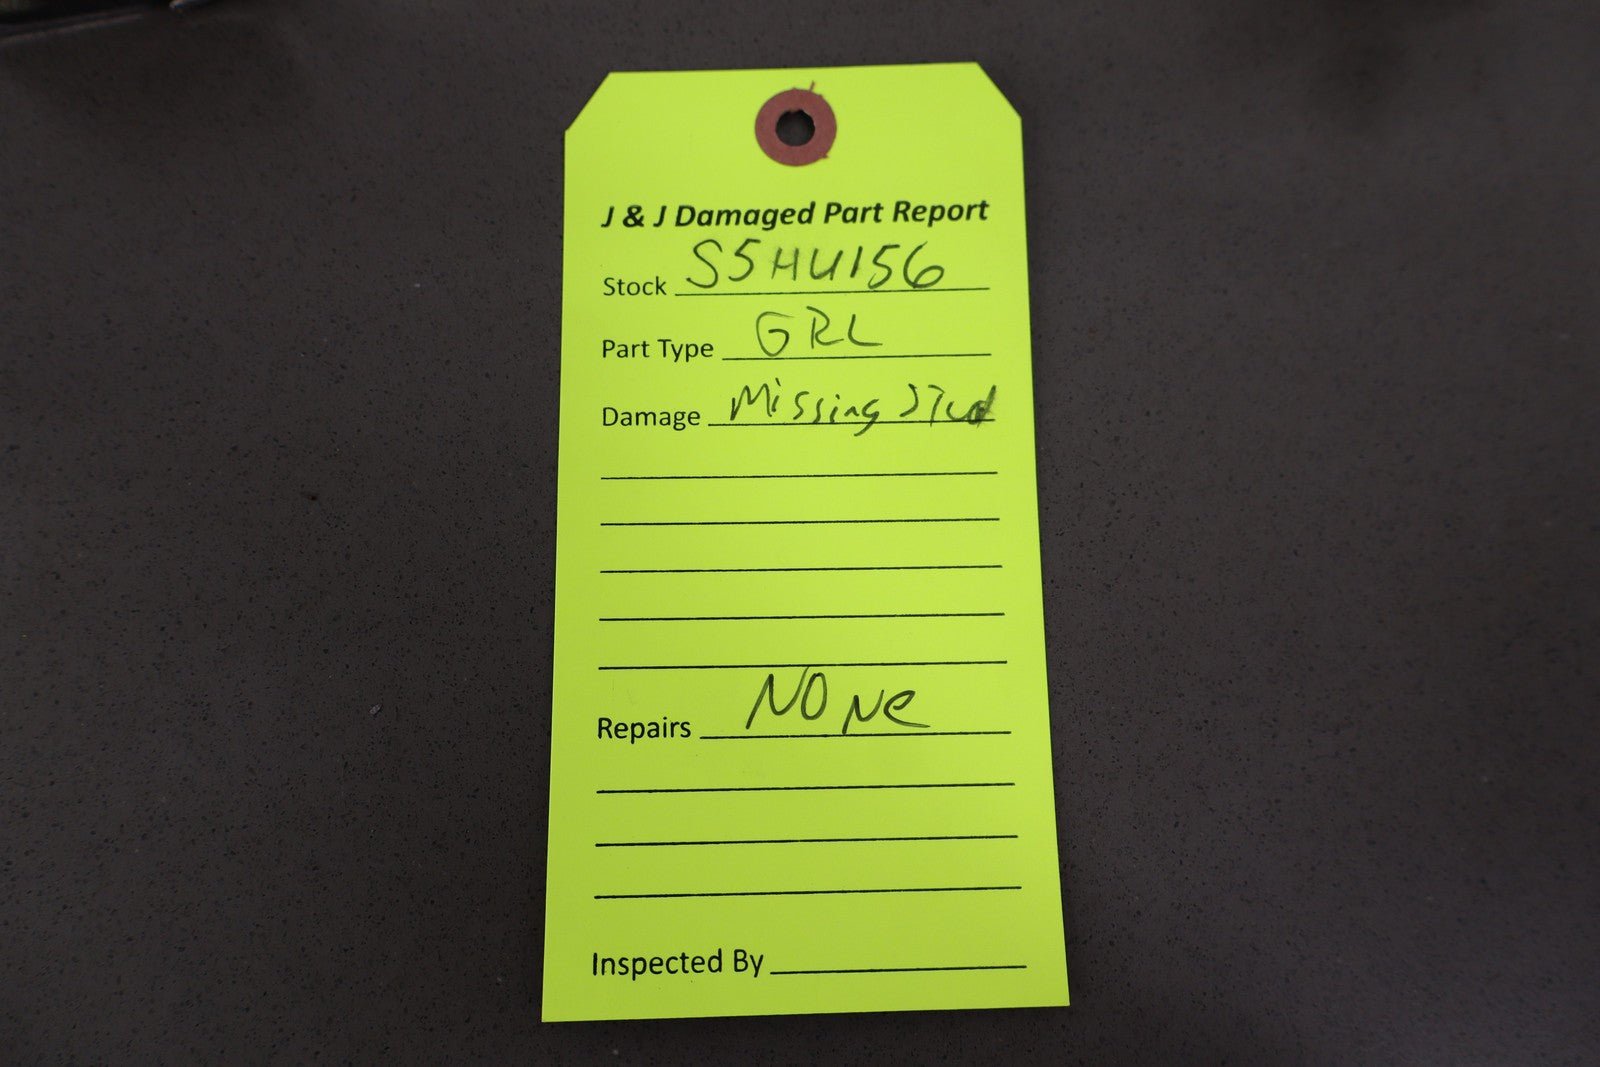 J & J Damaged Part Report
Stock S5HU156
Part Type GRL
Damage Missing STud
Repairs NONe
Inspected By